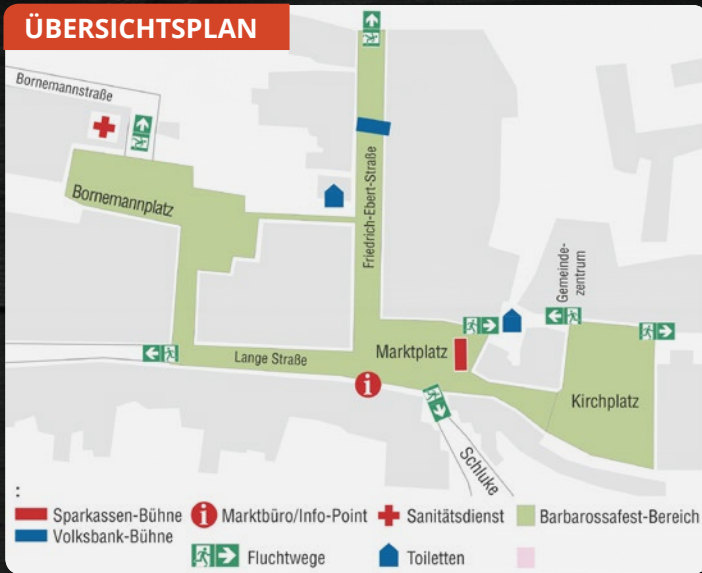 ÜBERSICHTSPLAN
Bornemannstraße
Bornemannplatz
Friedrich-Ebert-Straße
Gemeinde-
zentrum
Lange Straße
Marktplatz
i
Kirchplatz
Schluke
:
Sparkassen-Bühne
i Marktbüro/Info-Point
Sanitätsdienst
Barbarossafest-Bereich
Volksbank-Bühne
Fluchtwege
Toiletten